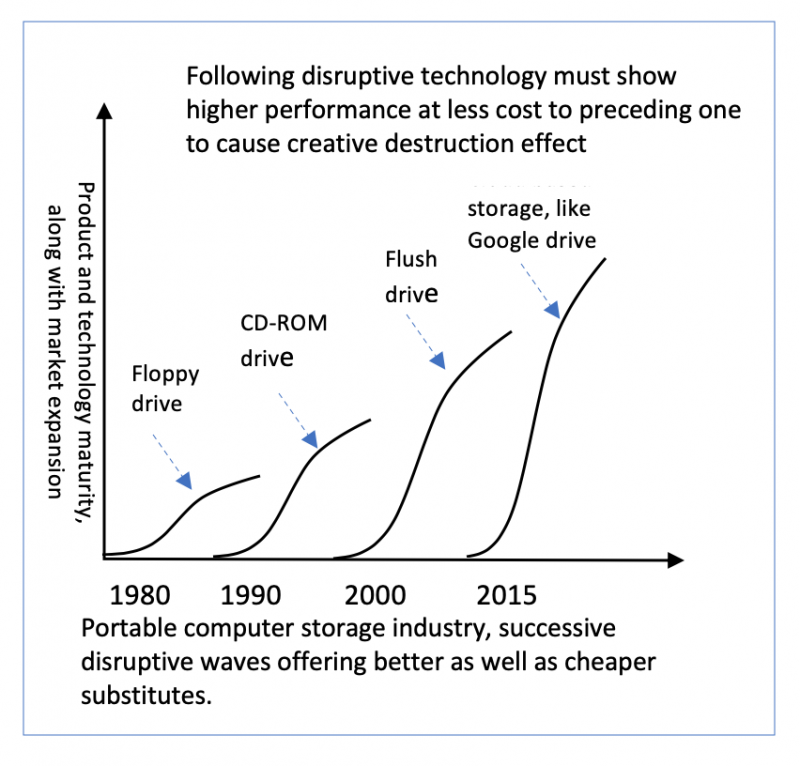 Following disruptive technology must show
higher performance at less cost to preceding one
to cause creative destruction effect
Product and technology maturity,
along with market expansion
storage, like
Google drive
Flush
drive
CD-ROM
drive
Floppy
drive
1980 1990 2000 2015
Portable computer storage industry, successive
disruptive waves offering better as well as cheaper
substitutes.